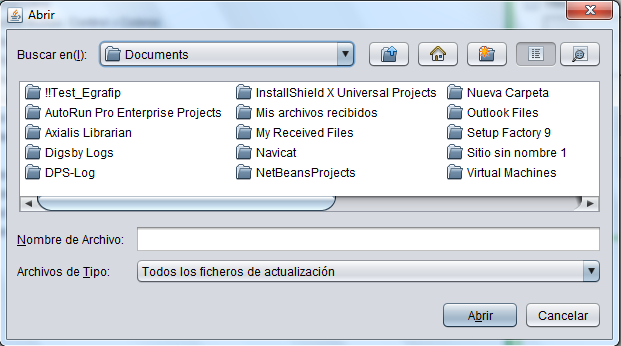 Abrir
Buscar en(I): Documents
!!Test_Egrafip InstallShield X Universal Projects Nueva Carpeta
AutoRun Pro Enterprise Projects Mis archivos recibidos Outlook Files
Axialis Librarian My Received Files Setup Factory 9
Digsby Logs Navicat Sitio sin nombre 1
DPS-Log NetBeansProjects Virtual Machines
Nombre de Archivo:
Archivos de Tipo: Todos los ficheros de actualización
Abrir Cancelar